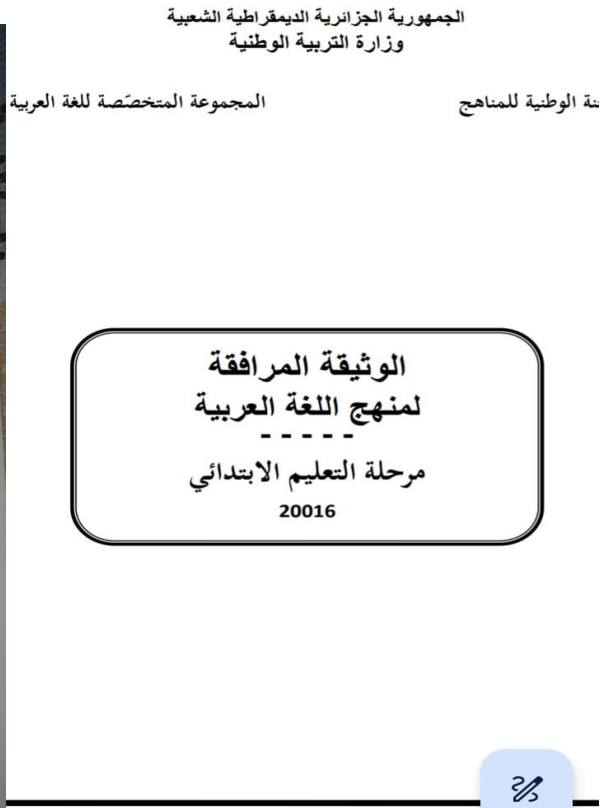 الجمهورية الجزائرية الديمقراطية الشعبية
وزارة التربية الوطنية
الوطنية للمناهج
المجموعة المتخصّصة للغة العربية
الوثيقة المرافقة
لمنهج اللغة العربية
- - - - -
مرحلة التعليم الابتدائي
20016